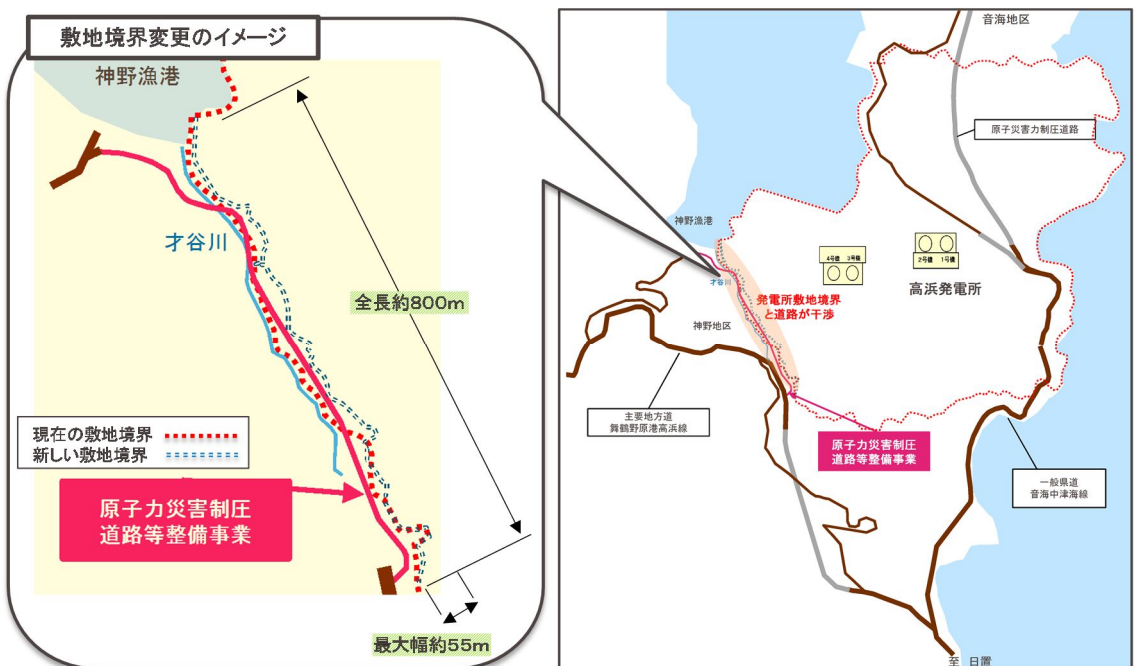 敷地境界変更のイメージ
神野漁港
才谷川
全長約800m
現在の敷地境界
新しい敷地境界
原子力災害制圧
道路等整備事業
最大幅約55m
音海地区
原子災害力制圧道路
神野漁港
才谷川
4号機 3号機
2号機 1号機
高浜発電所
発電所敷地境界
と道路が干渉
神野地区
主要地方道
舞鶴野原港高浜線
原子力災害制圧
道路等整備事業
一般県道
音海中津海線
至 日置